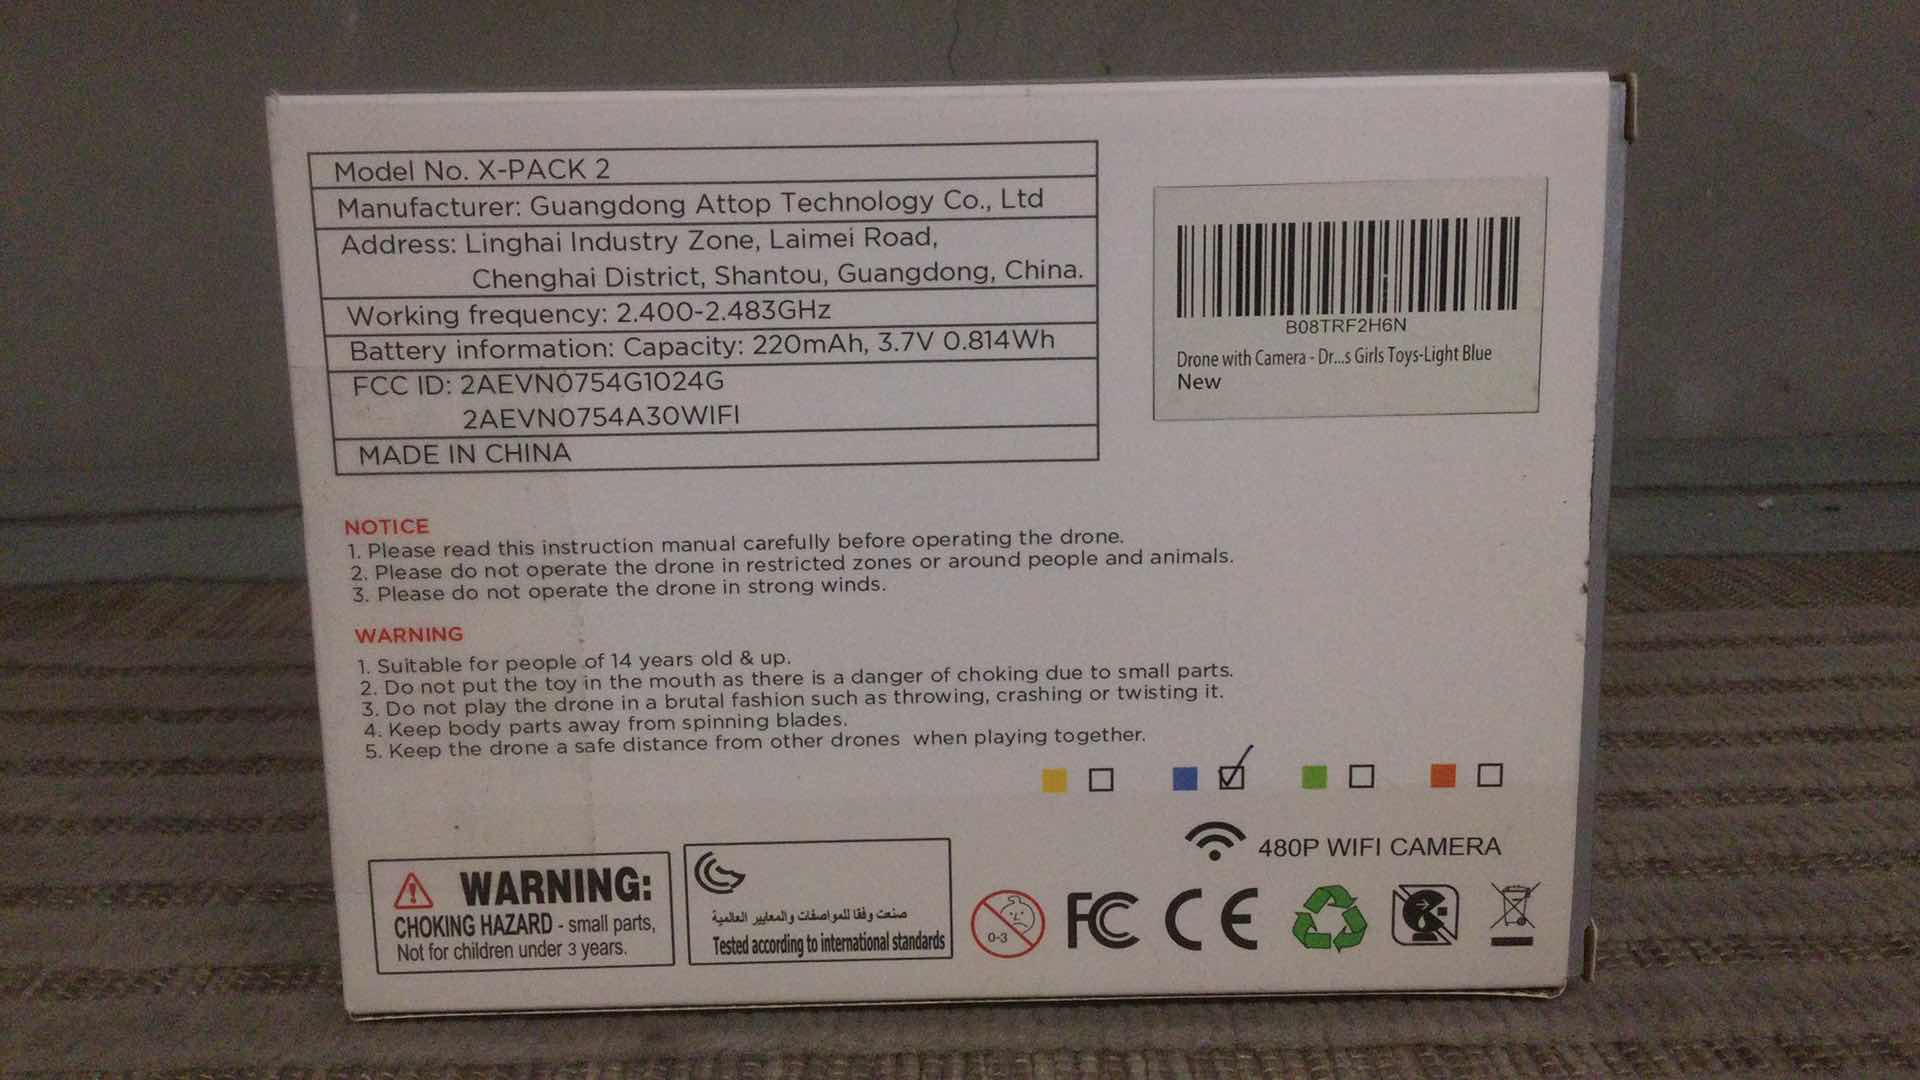 Model No. X-PACK 2
Manufacturer: Guangdong Attop Technology Co., Ltd
Address: Linghai Industry Zone, Laimei Road,
Chenghai District, Shantou, Guangdong, China.
Working frequency: 2.400-2.483GHz
Battery information: Capacity: 220mAh, 3.7V 0.814Wh
FCC ID: 2AEVN0754G1024G
2AEVN0754A30WIFI
MADE IN CHINA
B08TRF2H6N
Drone with Camera - Dr...s Girls Toys-Light Blue
New
NOTICE
1. Please read this instruction manual carefully before operating the drone.
2. Please do not operate the drone in restricted zones or around people and animals.
3. Please do not operate the drone in strong winds.
WARNING
1. Suitable for people of 14 years old & up.
2. Do not put the toy in the mouth as there is a danger of choking due to small parts.
3. Do not play the drone in a brutal fashion such as throwing, crashing or twisting it.
4. Keep body parts away from spinning blades.
5. Keep the drone a safe distance from other drones when playing together.
480P WIFI CAMERA
WARNING:
CHOKING HAZARD - small parts,
Not for children under 3 years.
صنعت وفقا للمواصفات والمعايير العالمية
Tested according to international standards
0-3
FC CE